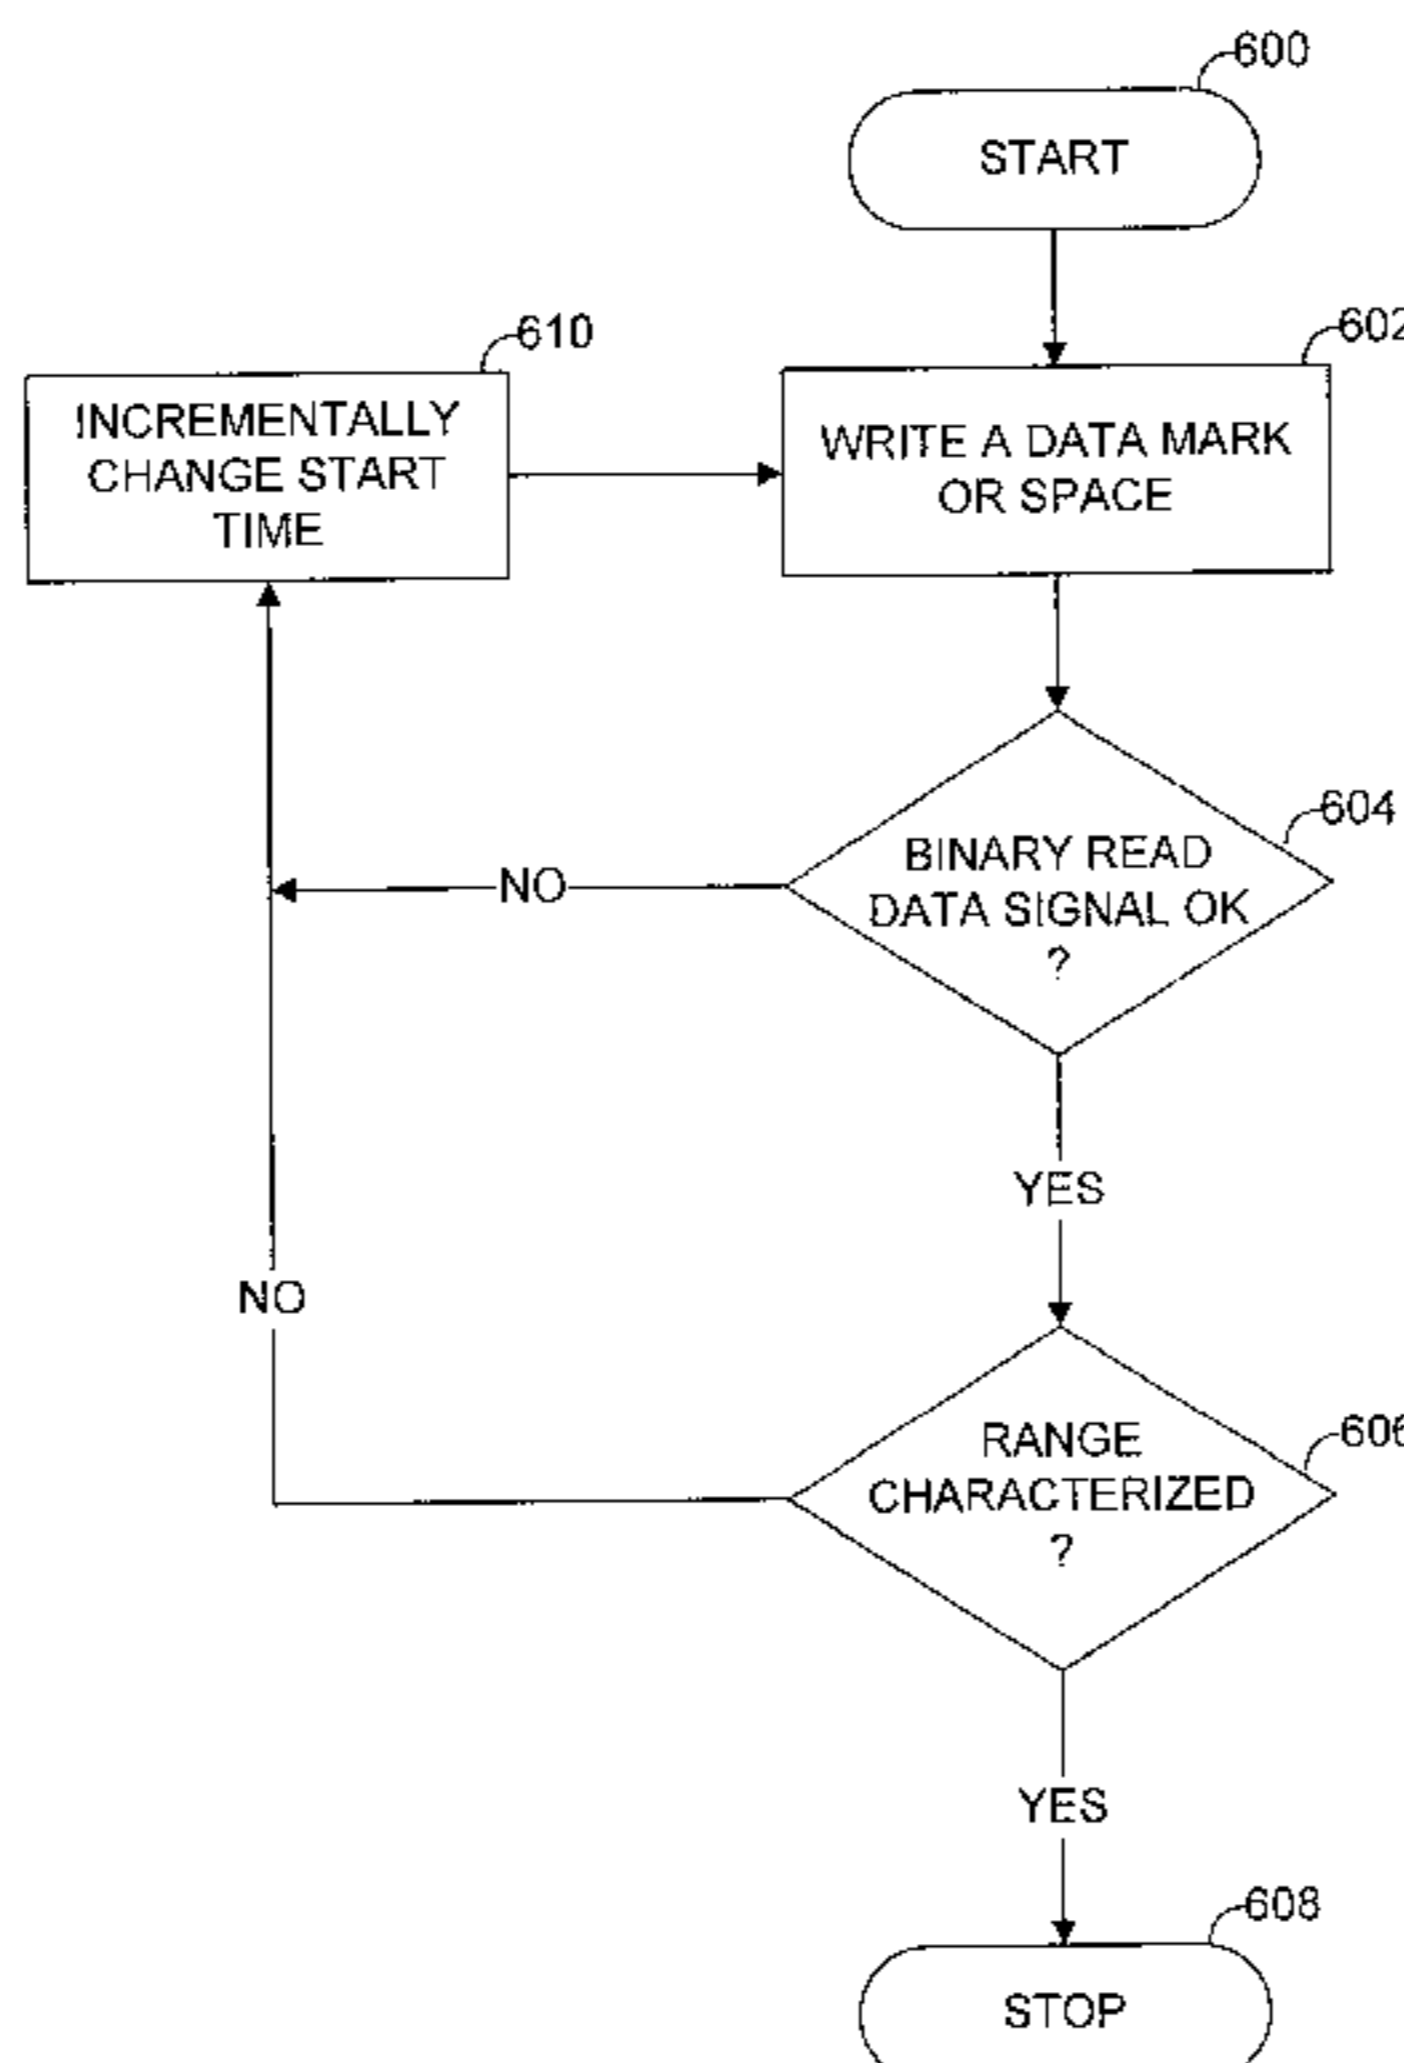 600
START
610
602
INCREMENTALLY
CHANGE START
TIME
WRITE A DATA MARK
OR SPACE
604
BINARY READ
DATA SIGNAL OK
?
NO
YES
NO
606
RANGE
CHARACTERIZED
?
YES
608
STOP